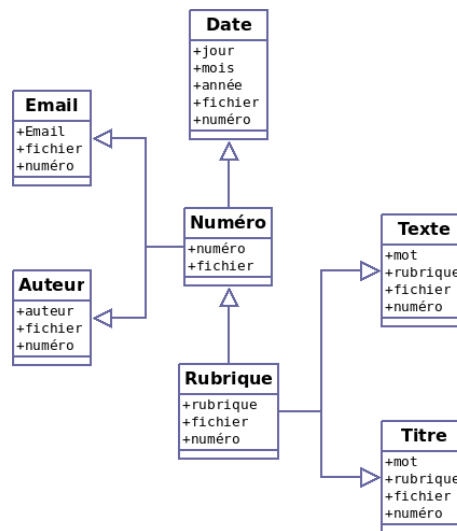 Date
+jour
+mois
+année
+fichier
+numéro
Email
+Email
+fichier
+numéro
Numéro
+numéro
+fichier
Texte
+mot
+rubrique
+fichier
+numéro
Auteur
+auteur
+fichier
+numéro
Rubrique
+rubrique
+fichier
+numéro
Titre
+mot
+rubrique
+fichier
+numéro